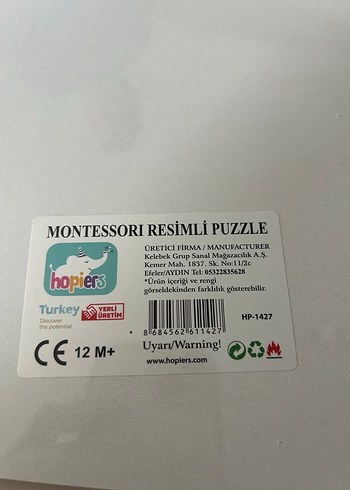 MONTESSORI RESİMLİ PUZZLE
hopiers
ÜRETİCİ FİRMA / MANUFACTURER
Kelebek Grup Sanal Mağazacılık A.Ş.
Kemer Mah. 1837. Sk. No:11/2c
Efeler/AYDIN Tel: 05322835628
*Ürün içeriği ve rengi
görseldekinden farklılık gösterebilir.
Turkey
Discover
the potential
YERLİ
ÜRETİM
HP-1427
8 684562 611427
CE 12 M+
Uyarı/Warning!
www.hopiers.com